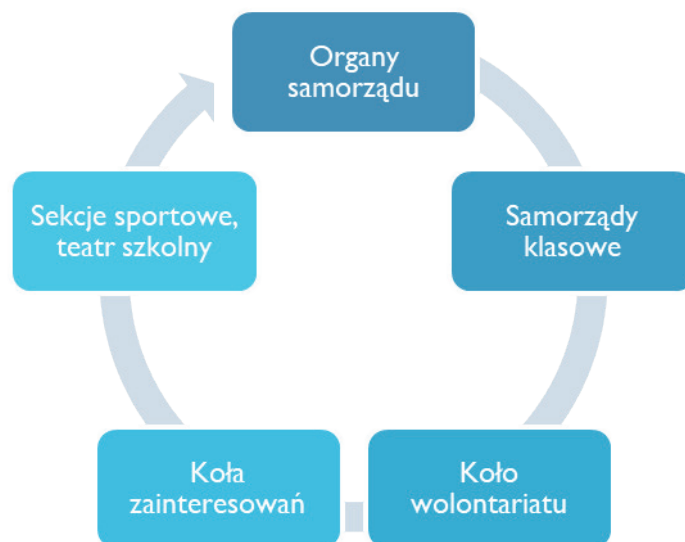 Organy
samorządu
Samorządy
klasowe
Koło
wolontariatu
Koła
zainteresowań
Sekcje sportowe,
teatr szkolny